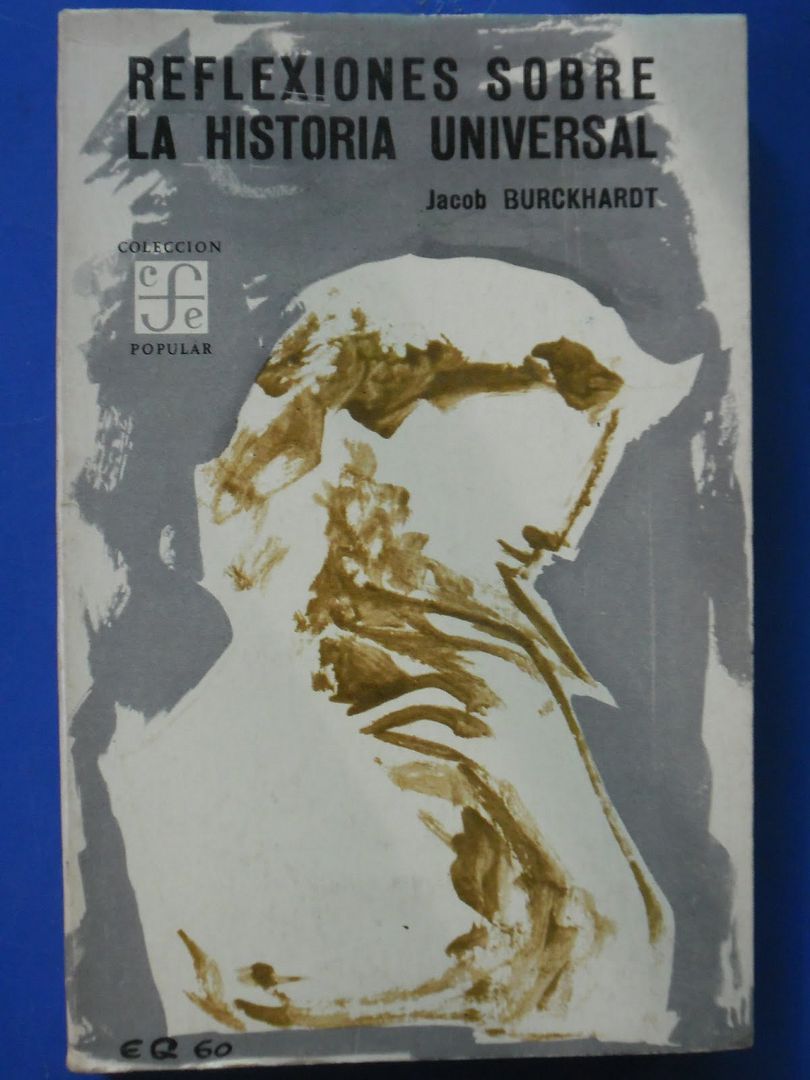 REFLEXIONES SOBRE
LA HISTORIA UNIVERSAL
Jacob BURCKHARDT
COLECCION
cfe
POPULAR
EQ 60